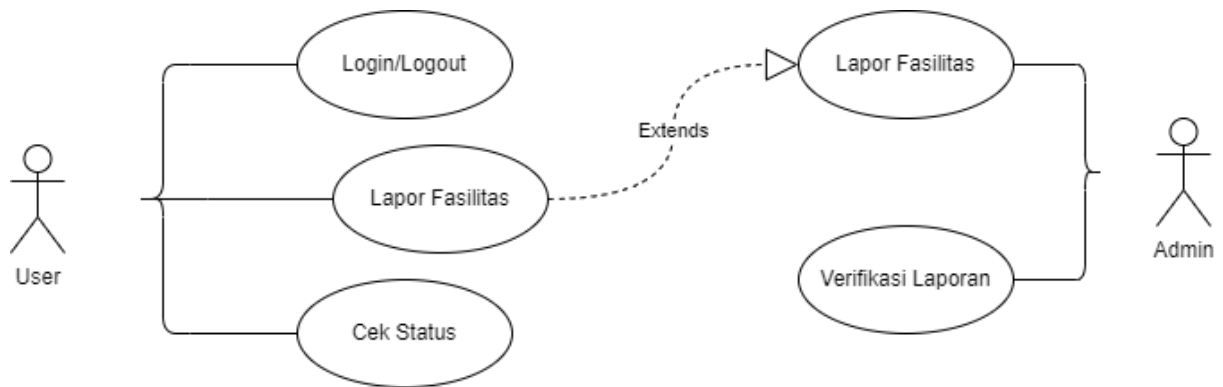 Login/Logout
Lapor Fasilitas
Extends
Lapor Fasilitas
User
Admin
Verifikasi Laporan
Cek Status